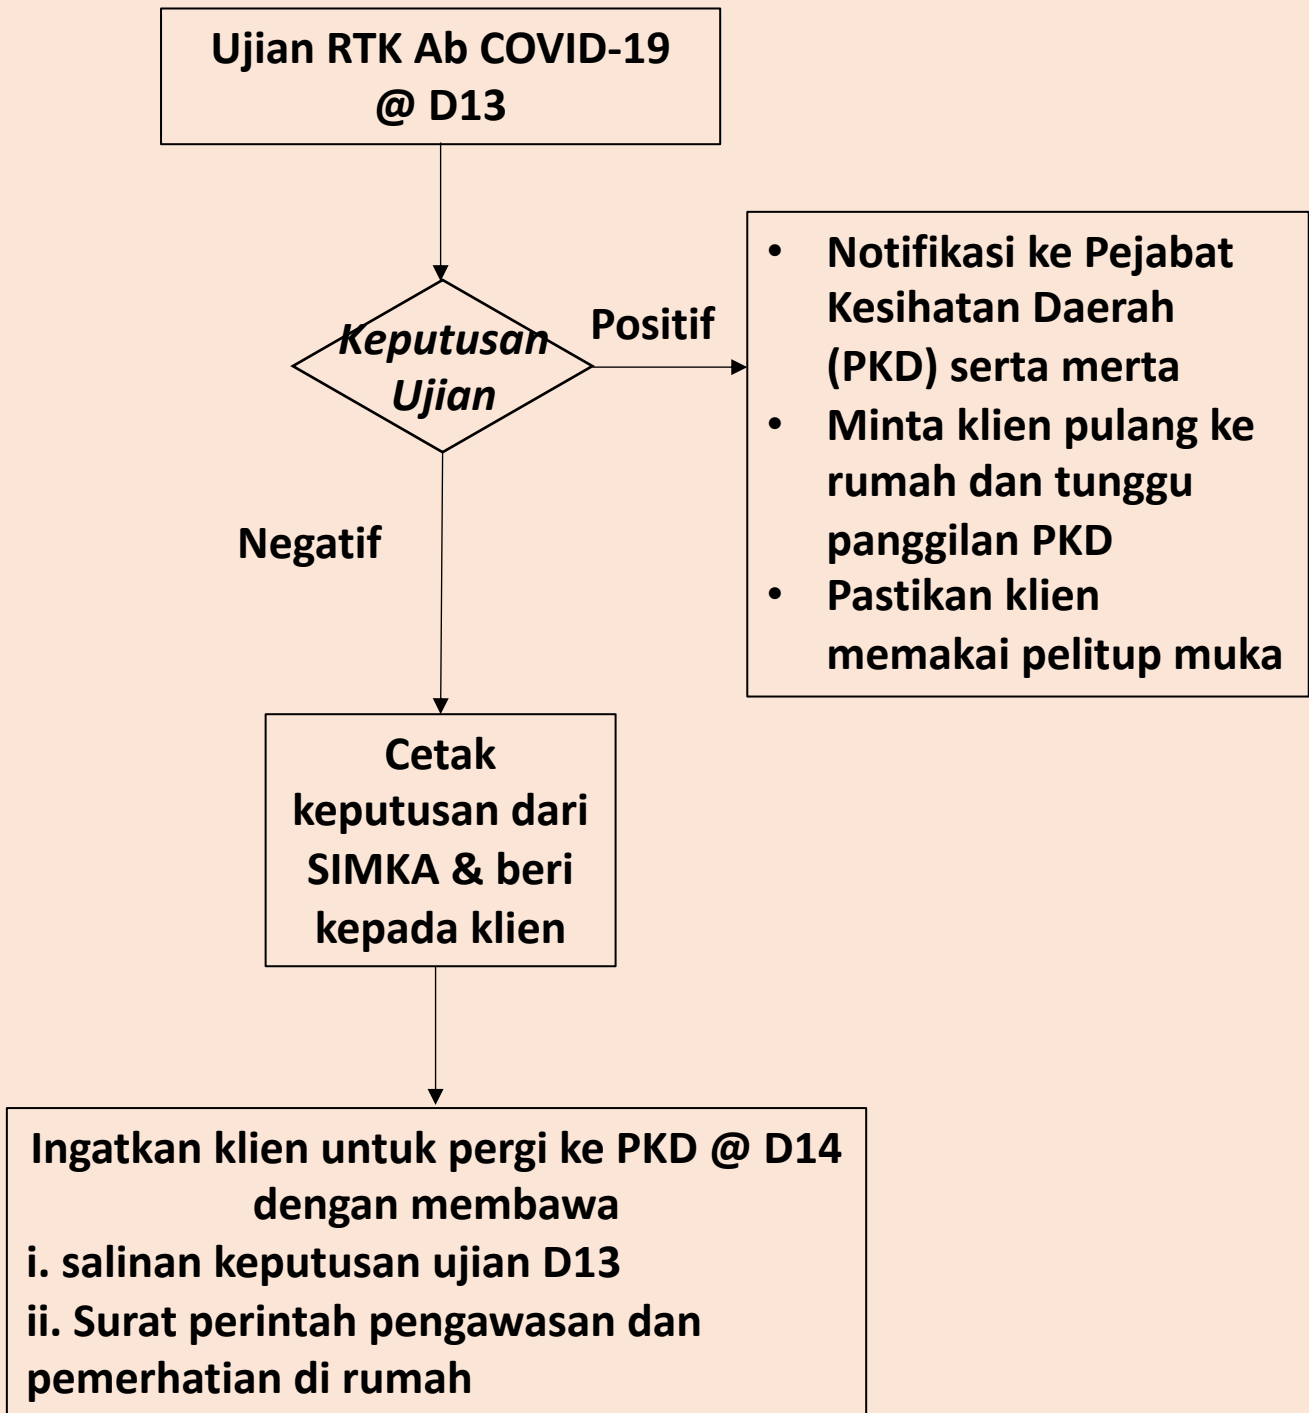 Ujian RTK Ab COVID-19
@ D13
Keputusan
Ujian
Positif
• Notifikasi ke Pejabat
Kesihatan Daerah
(PKD) serta merta
• Minta klien pulang ke
rumah dan tunggu
panggilan PKD
• Pastikan klien
memakai pelitup muka
Negatif
Cetak
keputusan dari
SIMKA & beri
kepada klien
Ingatkan klien untuk pergi ke PKD @ D14
dengan membawa
i. salinan keputusan ujian D13
ii. Surat perintah pengawasan dan
pemerhatian di rumah